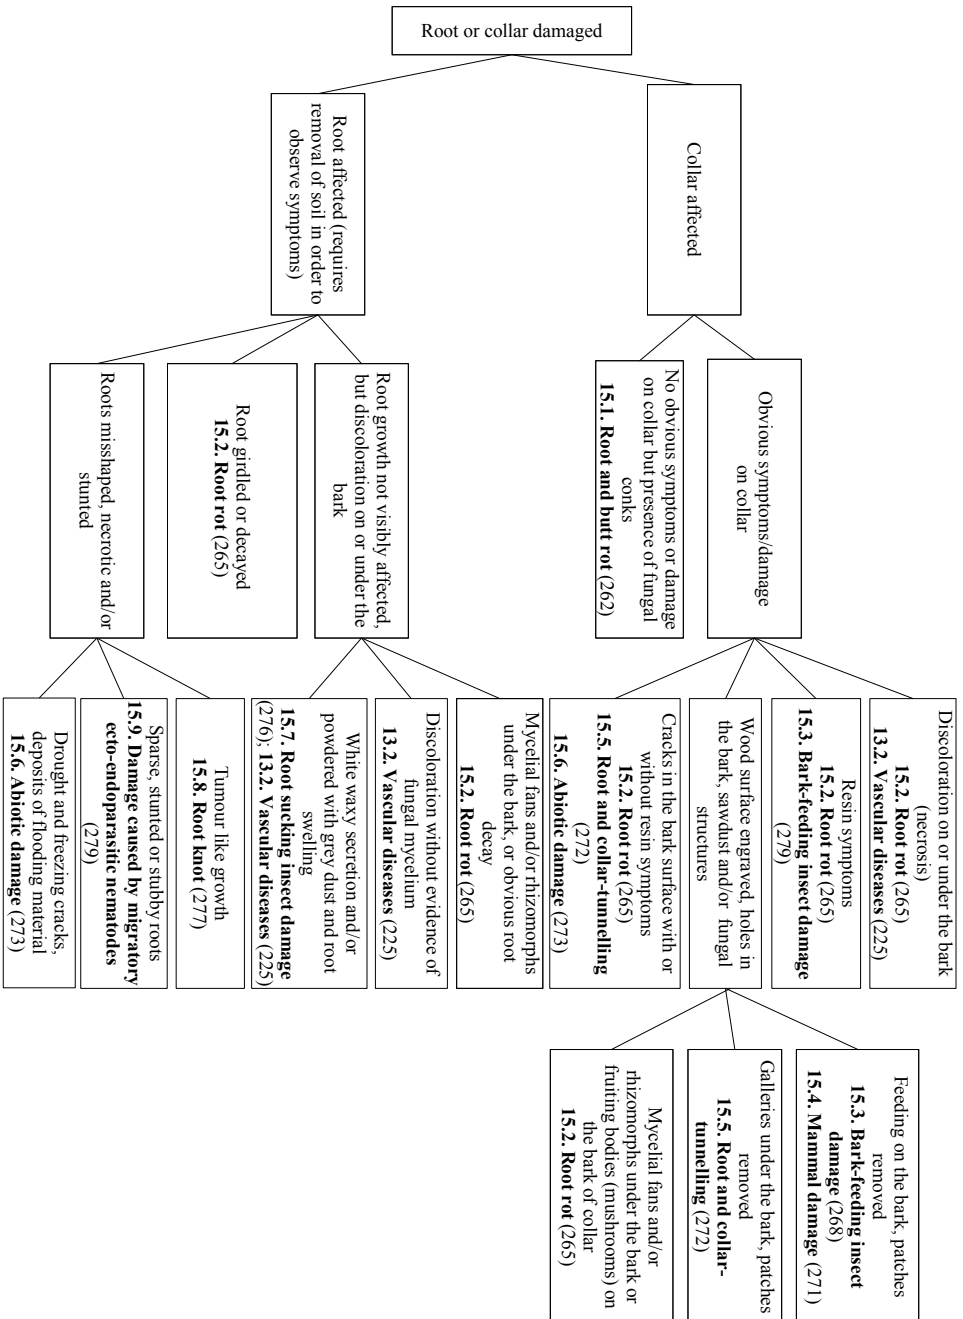 Root or collar damaged
Collar affected
Root affected (requires
removal of soil in order to
observe symptoms)
Obvious symptoms/damage
on collar
No obvious symptoms or damage
on collar but presence of fungal
conks
15.1. Root and butt rot (262)
Root growth not visibly affected,
but discoloration on or under the
bark
Root girdled or decayed
15.2. Root rot (265)
Roots misshaped, necrotic and/or
stunted
Discoloration on or under the bark
(necrosis)
15.2. Root rot (265)
13.2. Vascular diseases (225)
Resin symptoms
15.2. Root rot (265)
15.3. Bark-feeding insect damage
(279)
Wood surface engraved, holes in
the bark, sawdust and/or fungal
structures
Cracks in the bark surface with or
without resin symptoms
15.2. Root rot (265)
15.5. Root and collar-tunnelling
(272)
15.6. Abiotic damage (273)
Mycelial fans and/or rhizomorphs
under the bark, or obvious root
decay
15.2. Root rot (265)
Discoloration without evidence of
fungal mycelium
13.2. Vascular diseases (225)
White waxy secretion and/or
powdered with grey dust and root
swelling
15.7. Root sucking insect damage
(276); 13.2. Vascular diseases (225)
Tumour like growth
15.8. Root knot (277)
Sparse, stunted or stubby roots
15.9. Damage caused by migratory
ecto-endoparasitic nematodes
(279)
Drought and freezing cracks,
deposits of flooding material
15.6. Abiotic damage (273)
Feeding on the bark, patches
removed
15.3. Bark-feeding insect
damage (268)
15.4. Mammal damage (271)
Galleries under the bark, patches
removed
15.5. Root and collar-
tunnelling (272)
Mycelial fans and/or
rhizomorphs under the bark or
fruiting bodies (mushrooms) on
the bark of collar
15.2. Root rot (265)